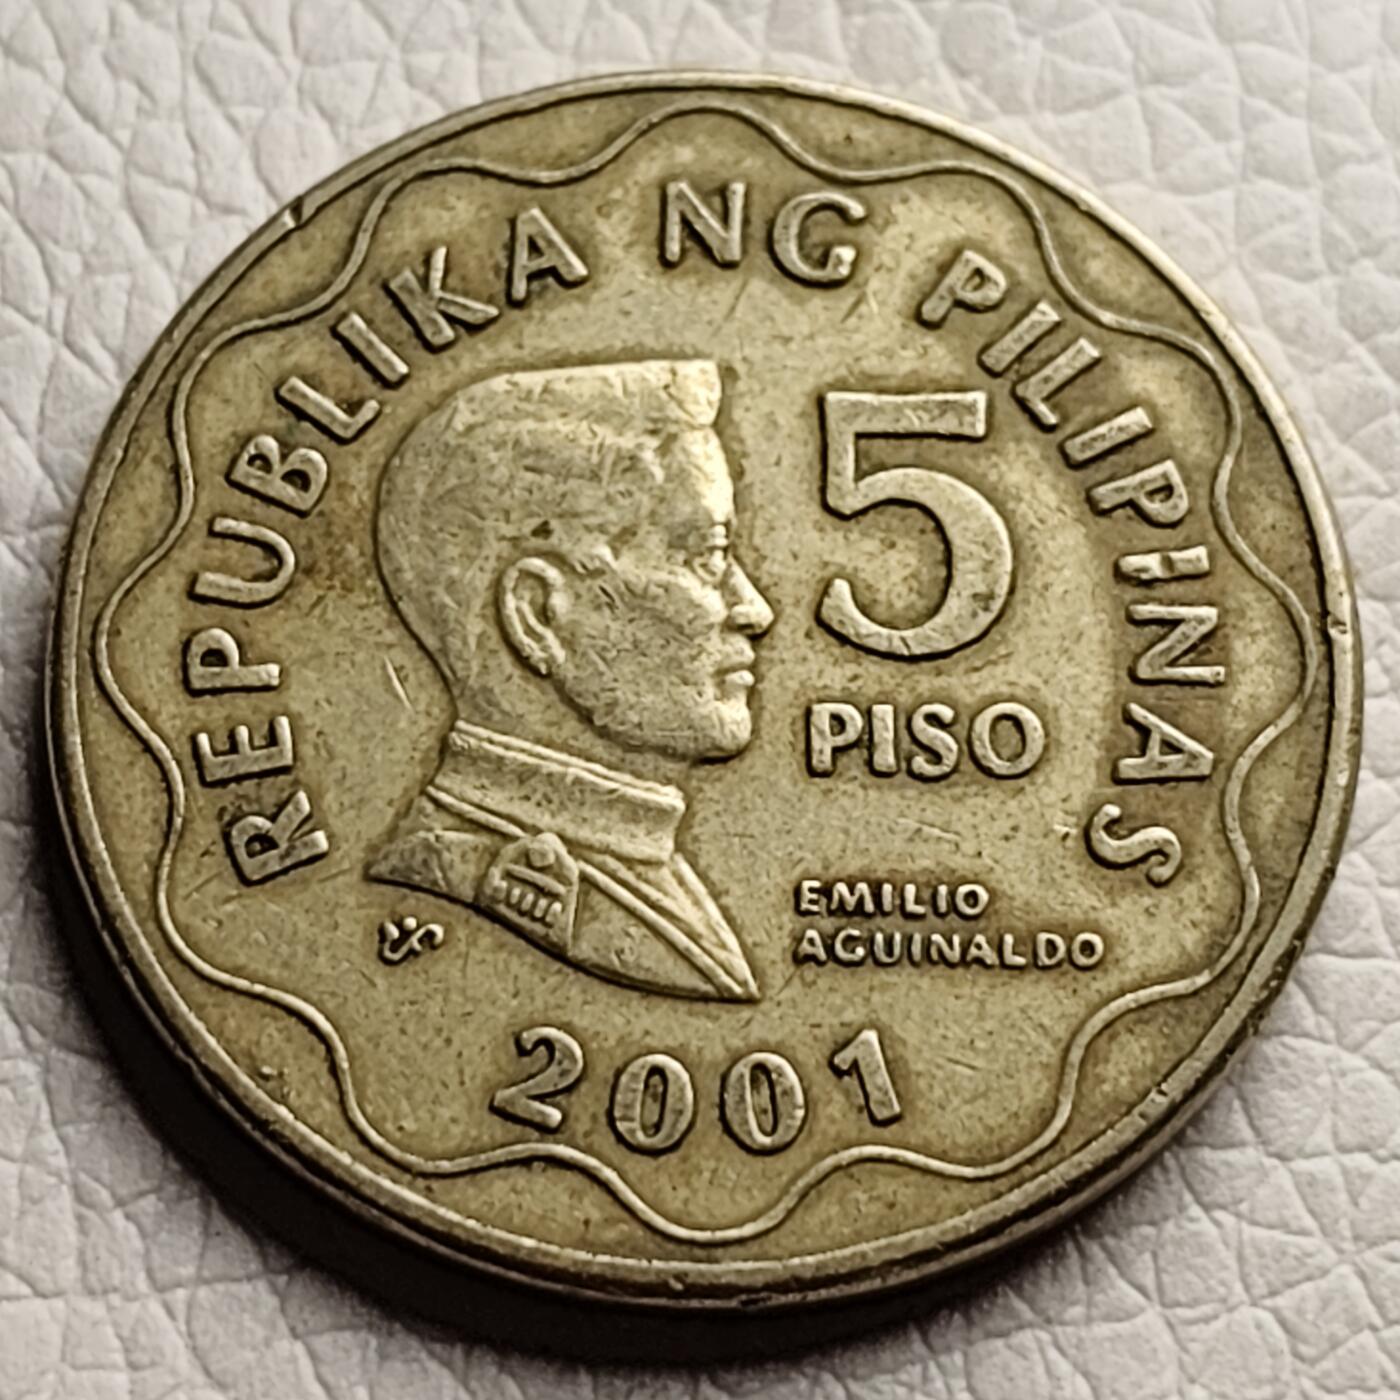 REPUBLIKA NG PILIPINAS
5
PISO
EMILIO
AGUINALDO
2001